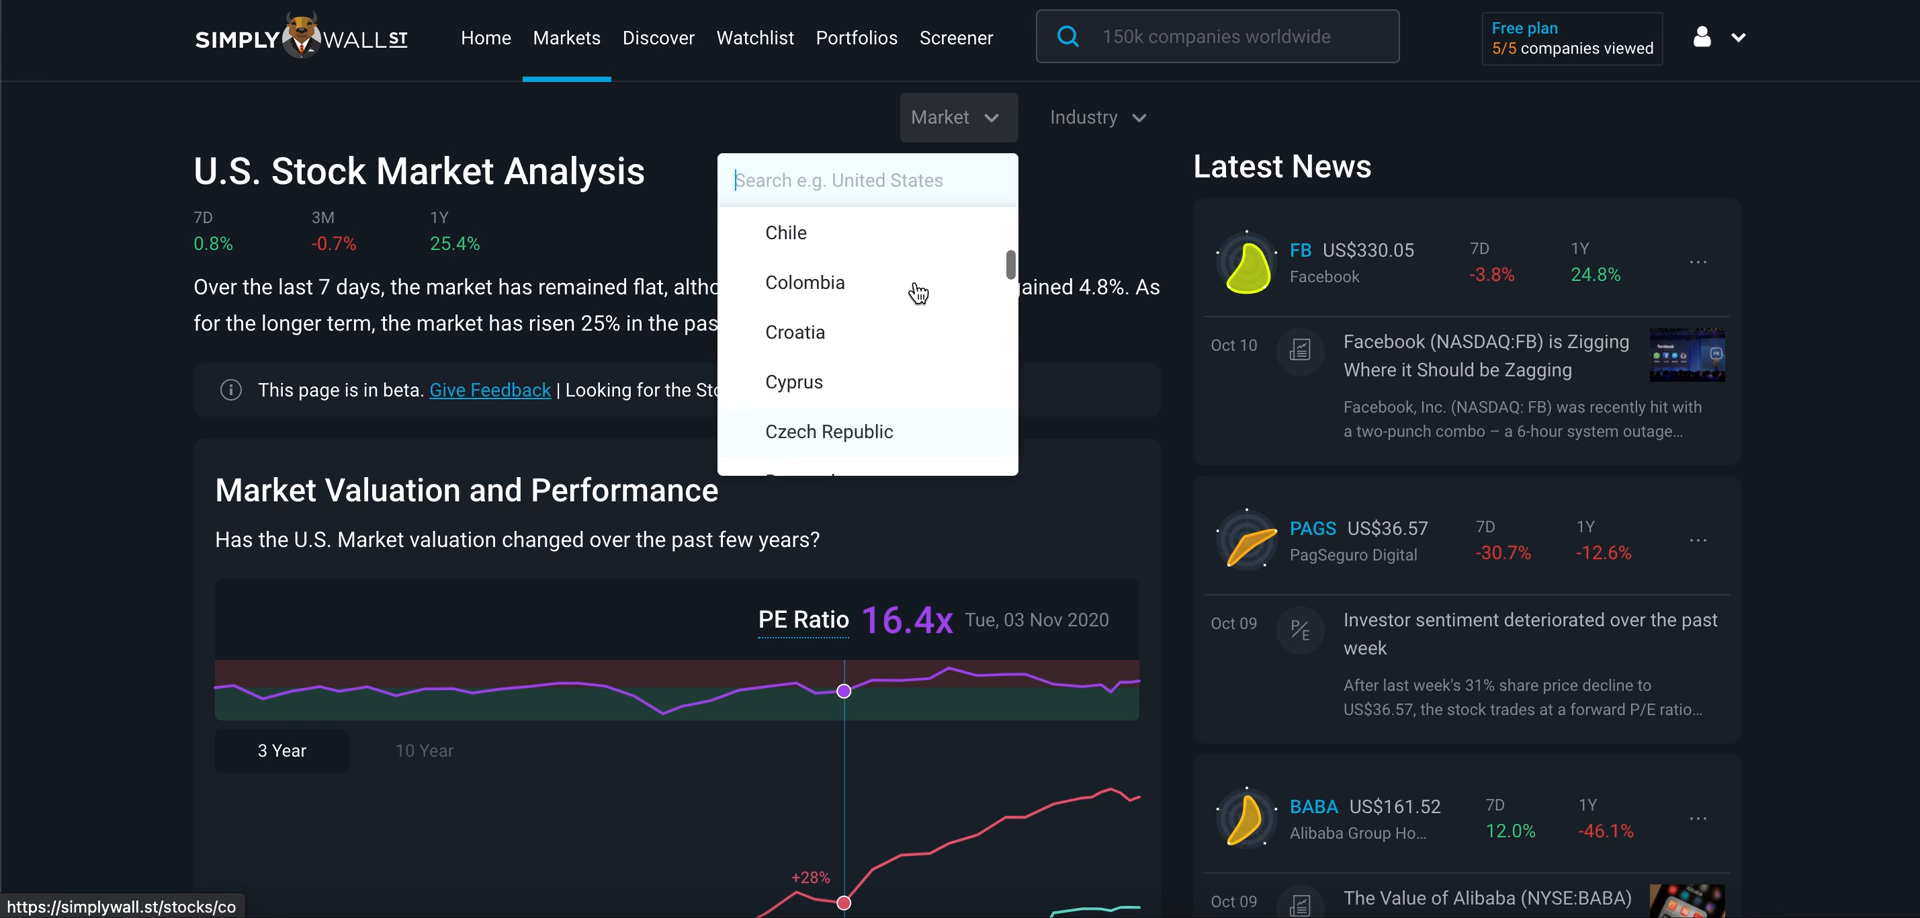 SIMPLY WALL ST
Home
Markets
Discover
Watchlist
Portfolios
Screener
150k companies worldwide
Free plan
5/5 companies viewed
Market
Industry
U.S. Stock Market Analysis
7D 3M 1Y
0.8% -0.7% 25.4%
Over the last 7 days, the market has remained flat, ained 4.8%. As
for the longer term, the market has risen 25% in the
This page is in beta. Give Feedback | Looking for the
Search e.g. United States
Chile
Colombia
Croatia
Cyprus
Czech Republic
Market Valuation and Performance
Has the U.S. Market valuation changed over the past few years?
PE Ratio 16.4x Tue, 03 Nov 2020
3 Year 10 Year
+28%
Latest News
FB US$330.05
Facebook
7D 1Y
-3.8% 24.8%
Oct 10
Facebook (NASDAQ:FB) is Zigging
Where it Should be Zagging
Facebook, Inc. (NASDAQ: FB) was recently hit with
a two-punch combo – a 6-hour system outage...
PAGS US$36.57
PagSeguro Digital
7D 1Y
-30.7% -12.6%
Oct 09
P/E
Investor sentiment deteriorated over the past
week
After last week's 31% share price decline to
US$36.57, the stock trades at a forward P/E ratio...
BABA US$161.52
Alibaba Group Ho...
7D 1Y
12.0% -46.1%
Oct 09
The Value of Alibaba (NYSE:BABA)
https://simplywall.st/stocks/co